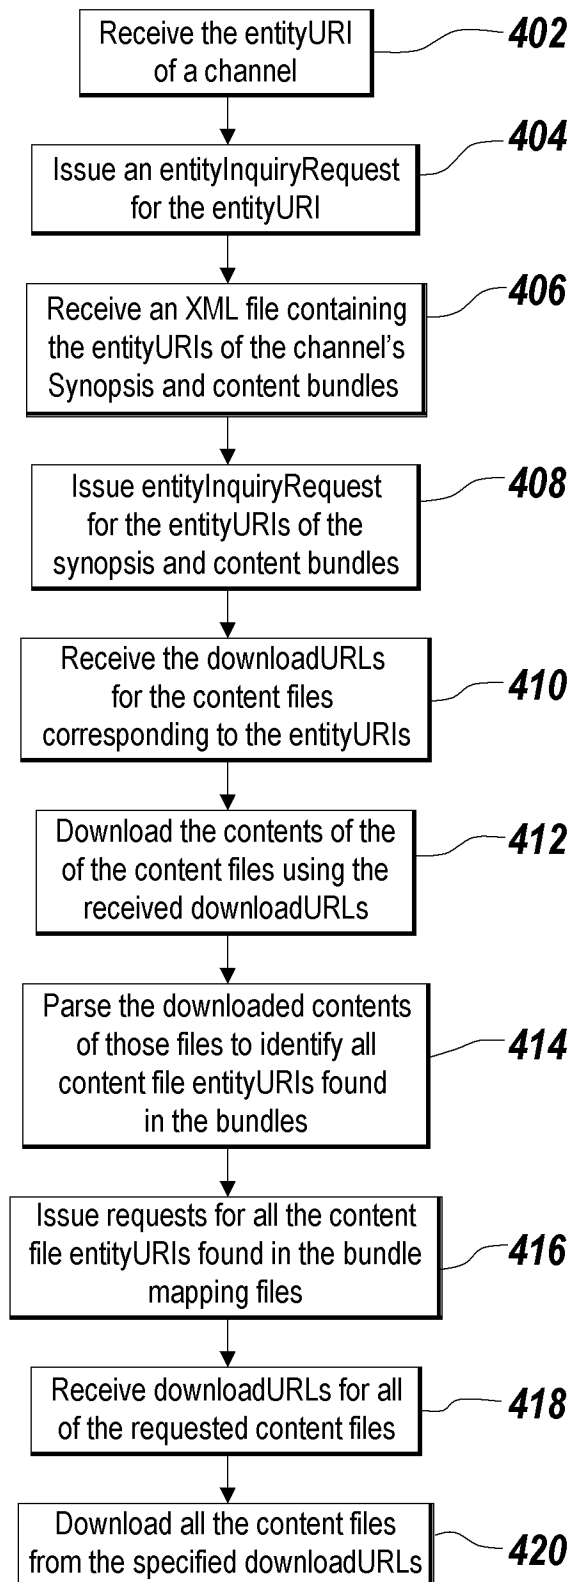 Receive the entityURI
of a channel
402
Issue an entityInquiryRequest
for the entityURI
404
Receive an XML file containing
the entityURIs of the channel's
Synopsis and content bundles
406
Issue entityInquiryRequest
for the entityURIs of the
synopsis and content bundles
408
Receive the downloadURLs
for the content files
corresponding to the entityURIs
410
Download the contents of the
of the content files using the
received downloadURLs
412
Parse the downloaded contents
of those files to identify all
content file entityURIs found
in the bundles
414
Issue requests for all the content
file entityURIs found in the bundle
mapping files
416
Receive downloadURLs for all
of the requested content files
418
Download all the content files
from the specified downloadURLs
420